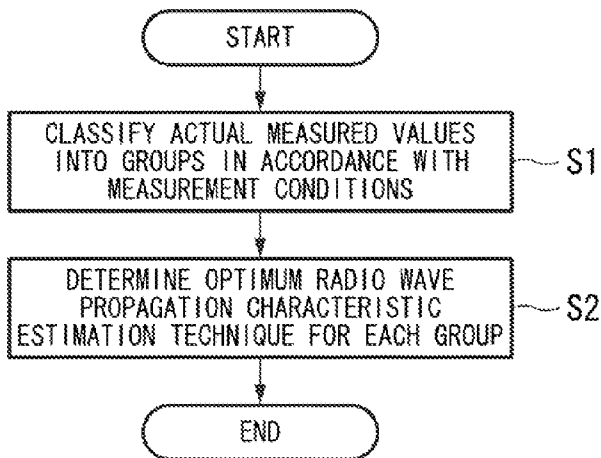 START
CLASSIFY ACTUAL MEASURED VALUES
INTO GROUPS IN ACCORDANCE WITH
MEASUREMENT CONDITIONS
S1
DETERMINE OPTIMUM RADIO WAVE
PROPAGATION CHARACTERISTIC
ESTIMATION TECHNIQUE FOR EACH GROUP
S2
END